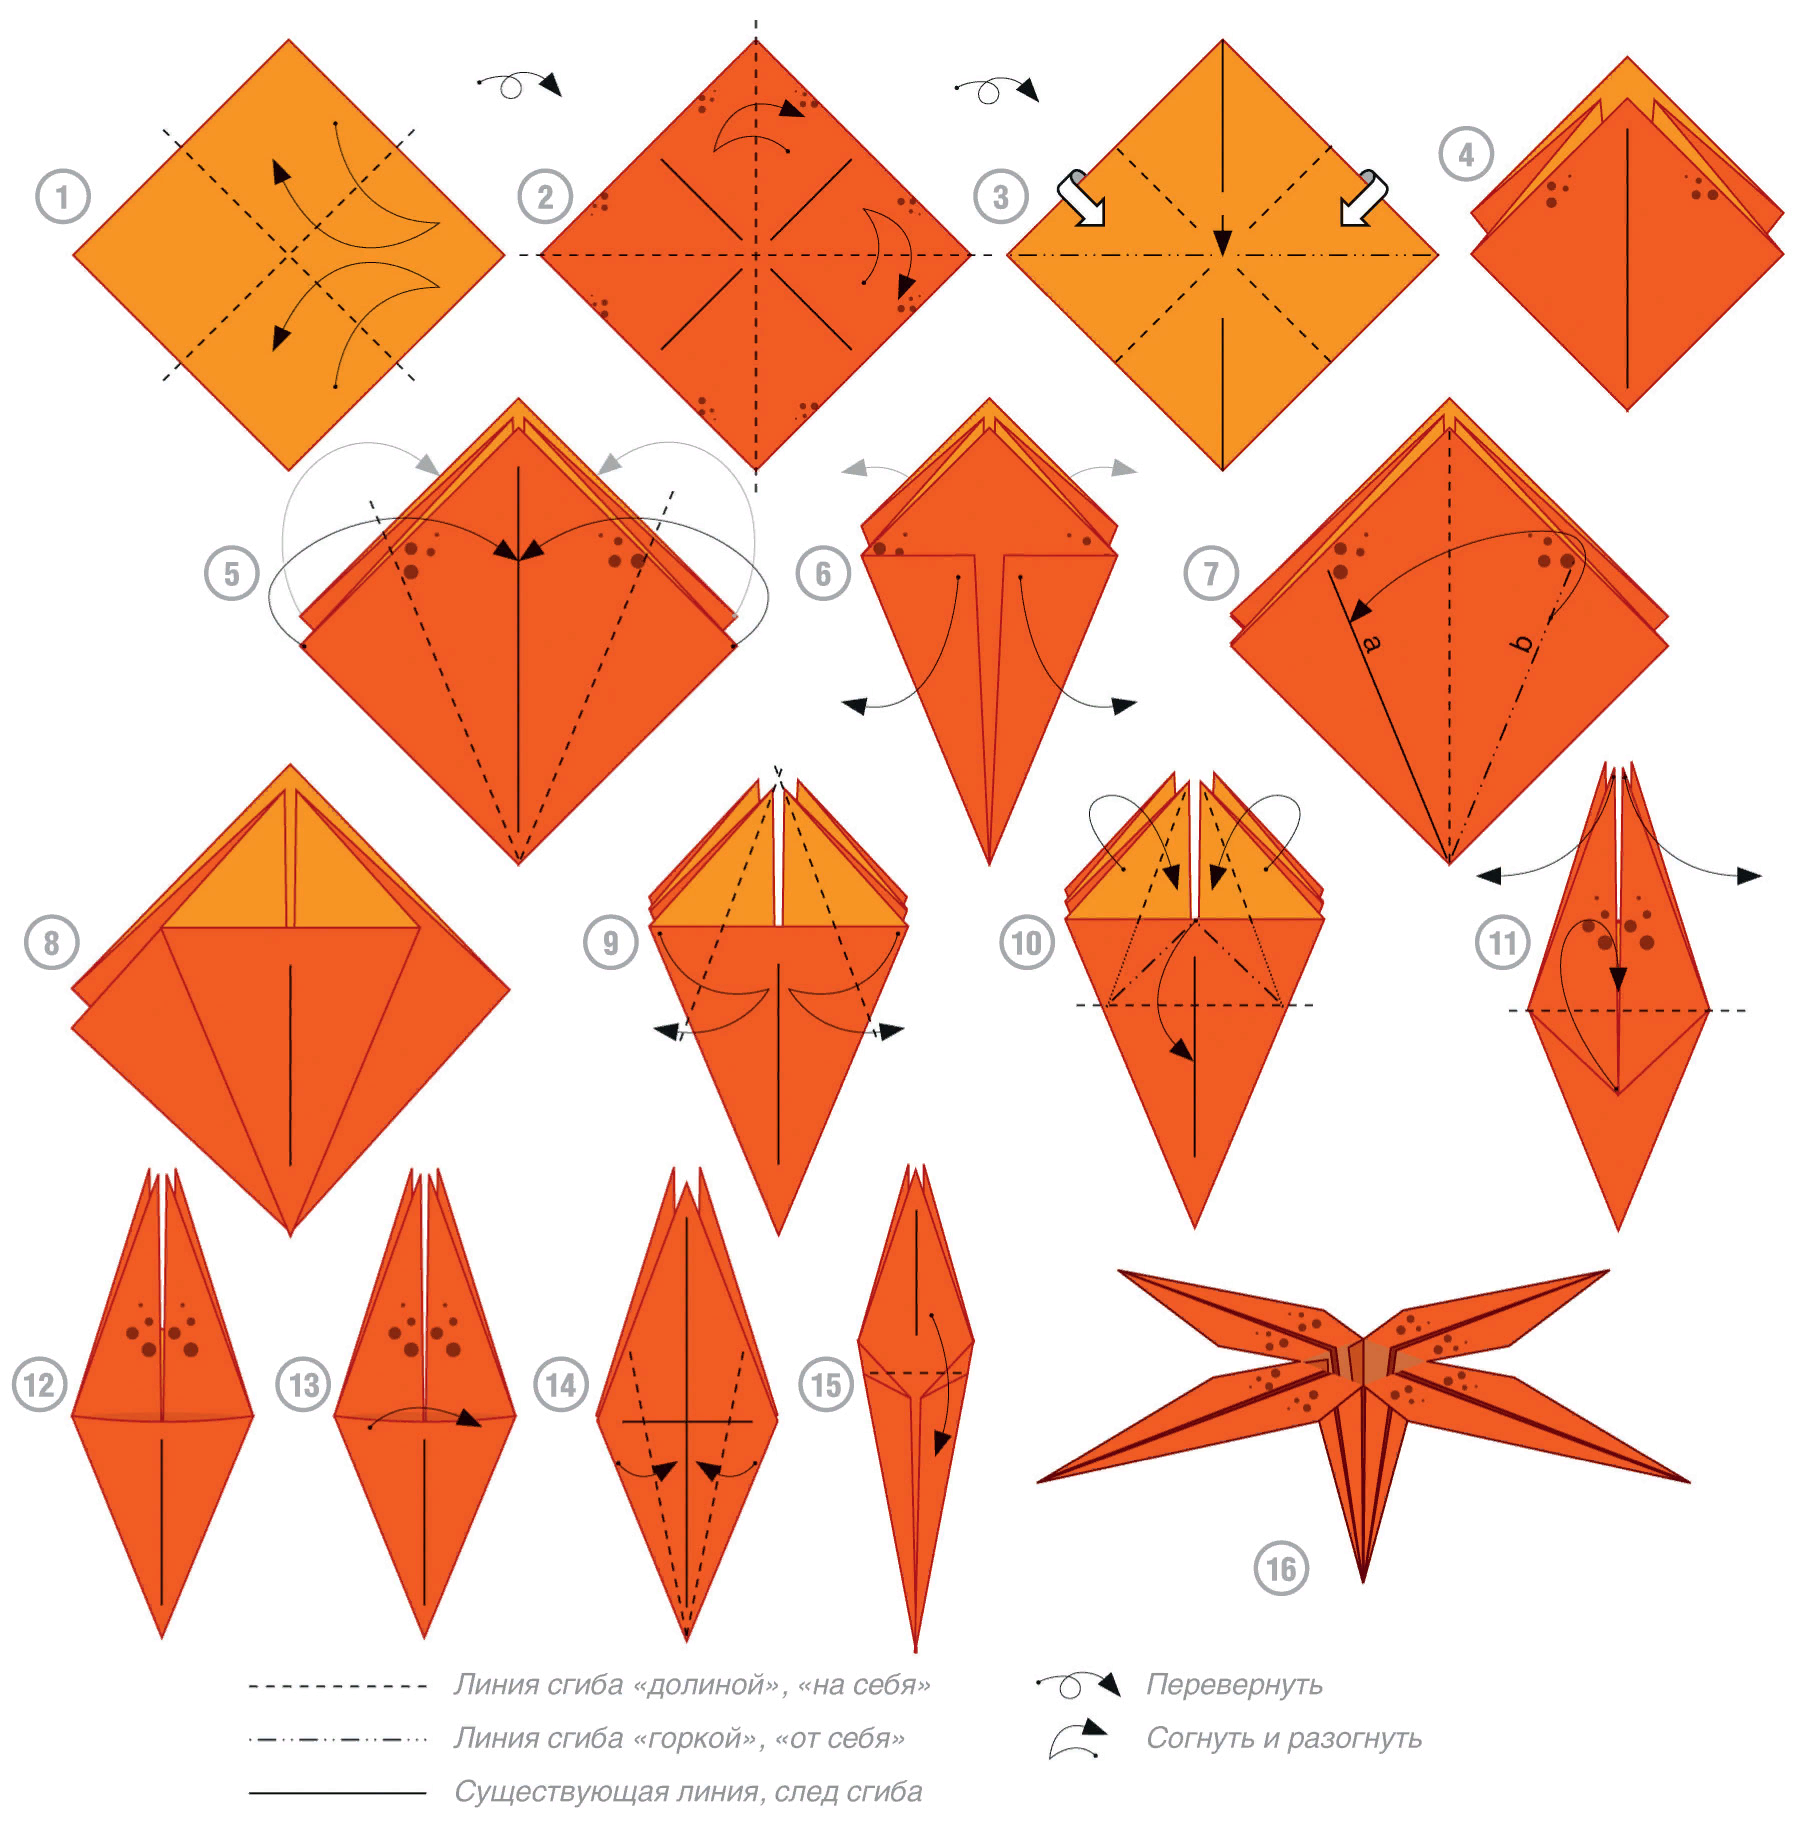 1
2
3
4
5
6
7
a
b
8
9
10
11
12
13
14
15
16
Линия сгиба «долиной», «на себя»
Линия сгиба «горкой», «от себя»
Существующая линия, след сгиба
Перевернуть
Согнуть и разогнуть